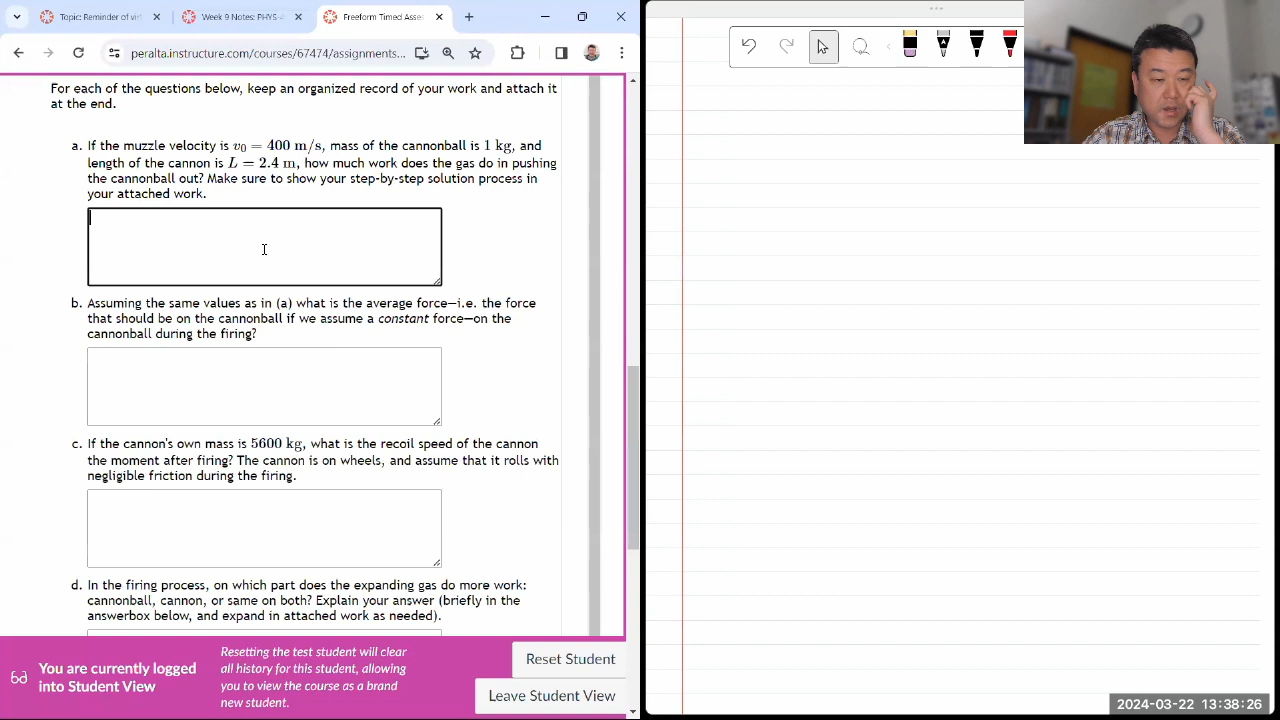 Topic: Reminder of vir
Week 9 Notes: PHYS-
Freeform Timed Asse
peralta.instructure.com/courses/67474/assignments...
For each of the questions below, keep an organized record of your work and attach it
at the end.
a. If the muzzle velocity is v₀ = 400 m/s, mass of the cannonball is 1 kg, and
length of the cannon is L = 2.4 m, how much work does the gas do in pushing
the cannonball out? Make sure to show your step-by-step solution process in
your attached work.
b. Assuming the same values as in (a) what is the average force—i.e. the force
that should be on the cannonball if we assume a constant force—on the
cannonball during the firing?
c. If the cannon's own mass is 5600 kg, what is the recoil speed of the cannon
the moment after firing? The cannon is on wheels, and assume that it rolls with
negligible friction during the firing.
d. In the firing process, on which part does the expanding gas do more work:
cannonball, cannon, or same on both? Explain your answer (briefly in the
answerbox below, and expand in attached work as needed).
You are currently logged
into Student View
Resetting the test student will clear
all history for this student, allowing
you to view the course as a brand
new student.
Reset Student
Leave Student View
2024-03-22 13:38:26